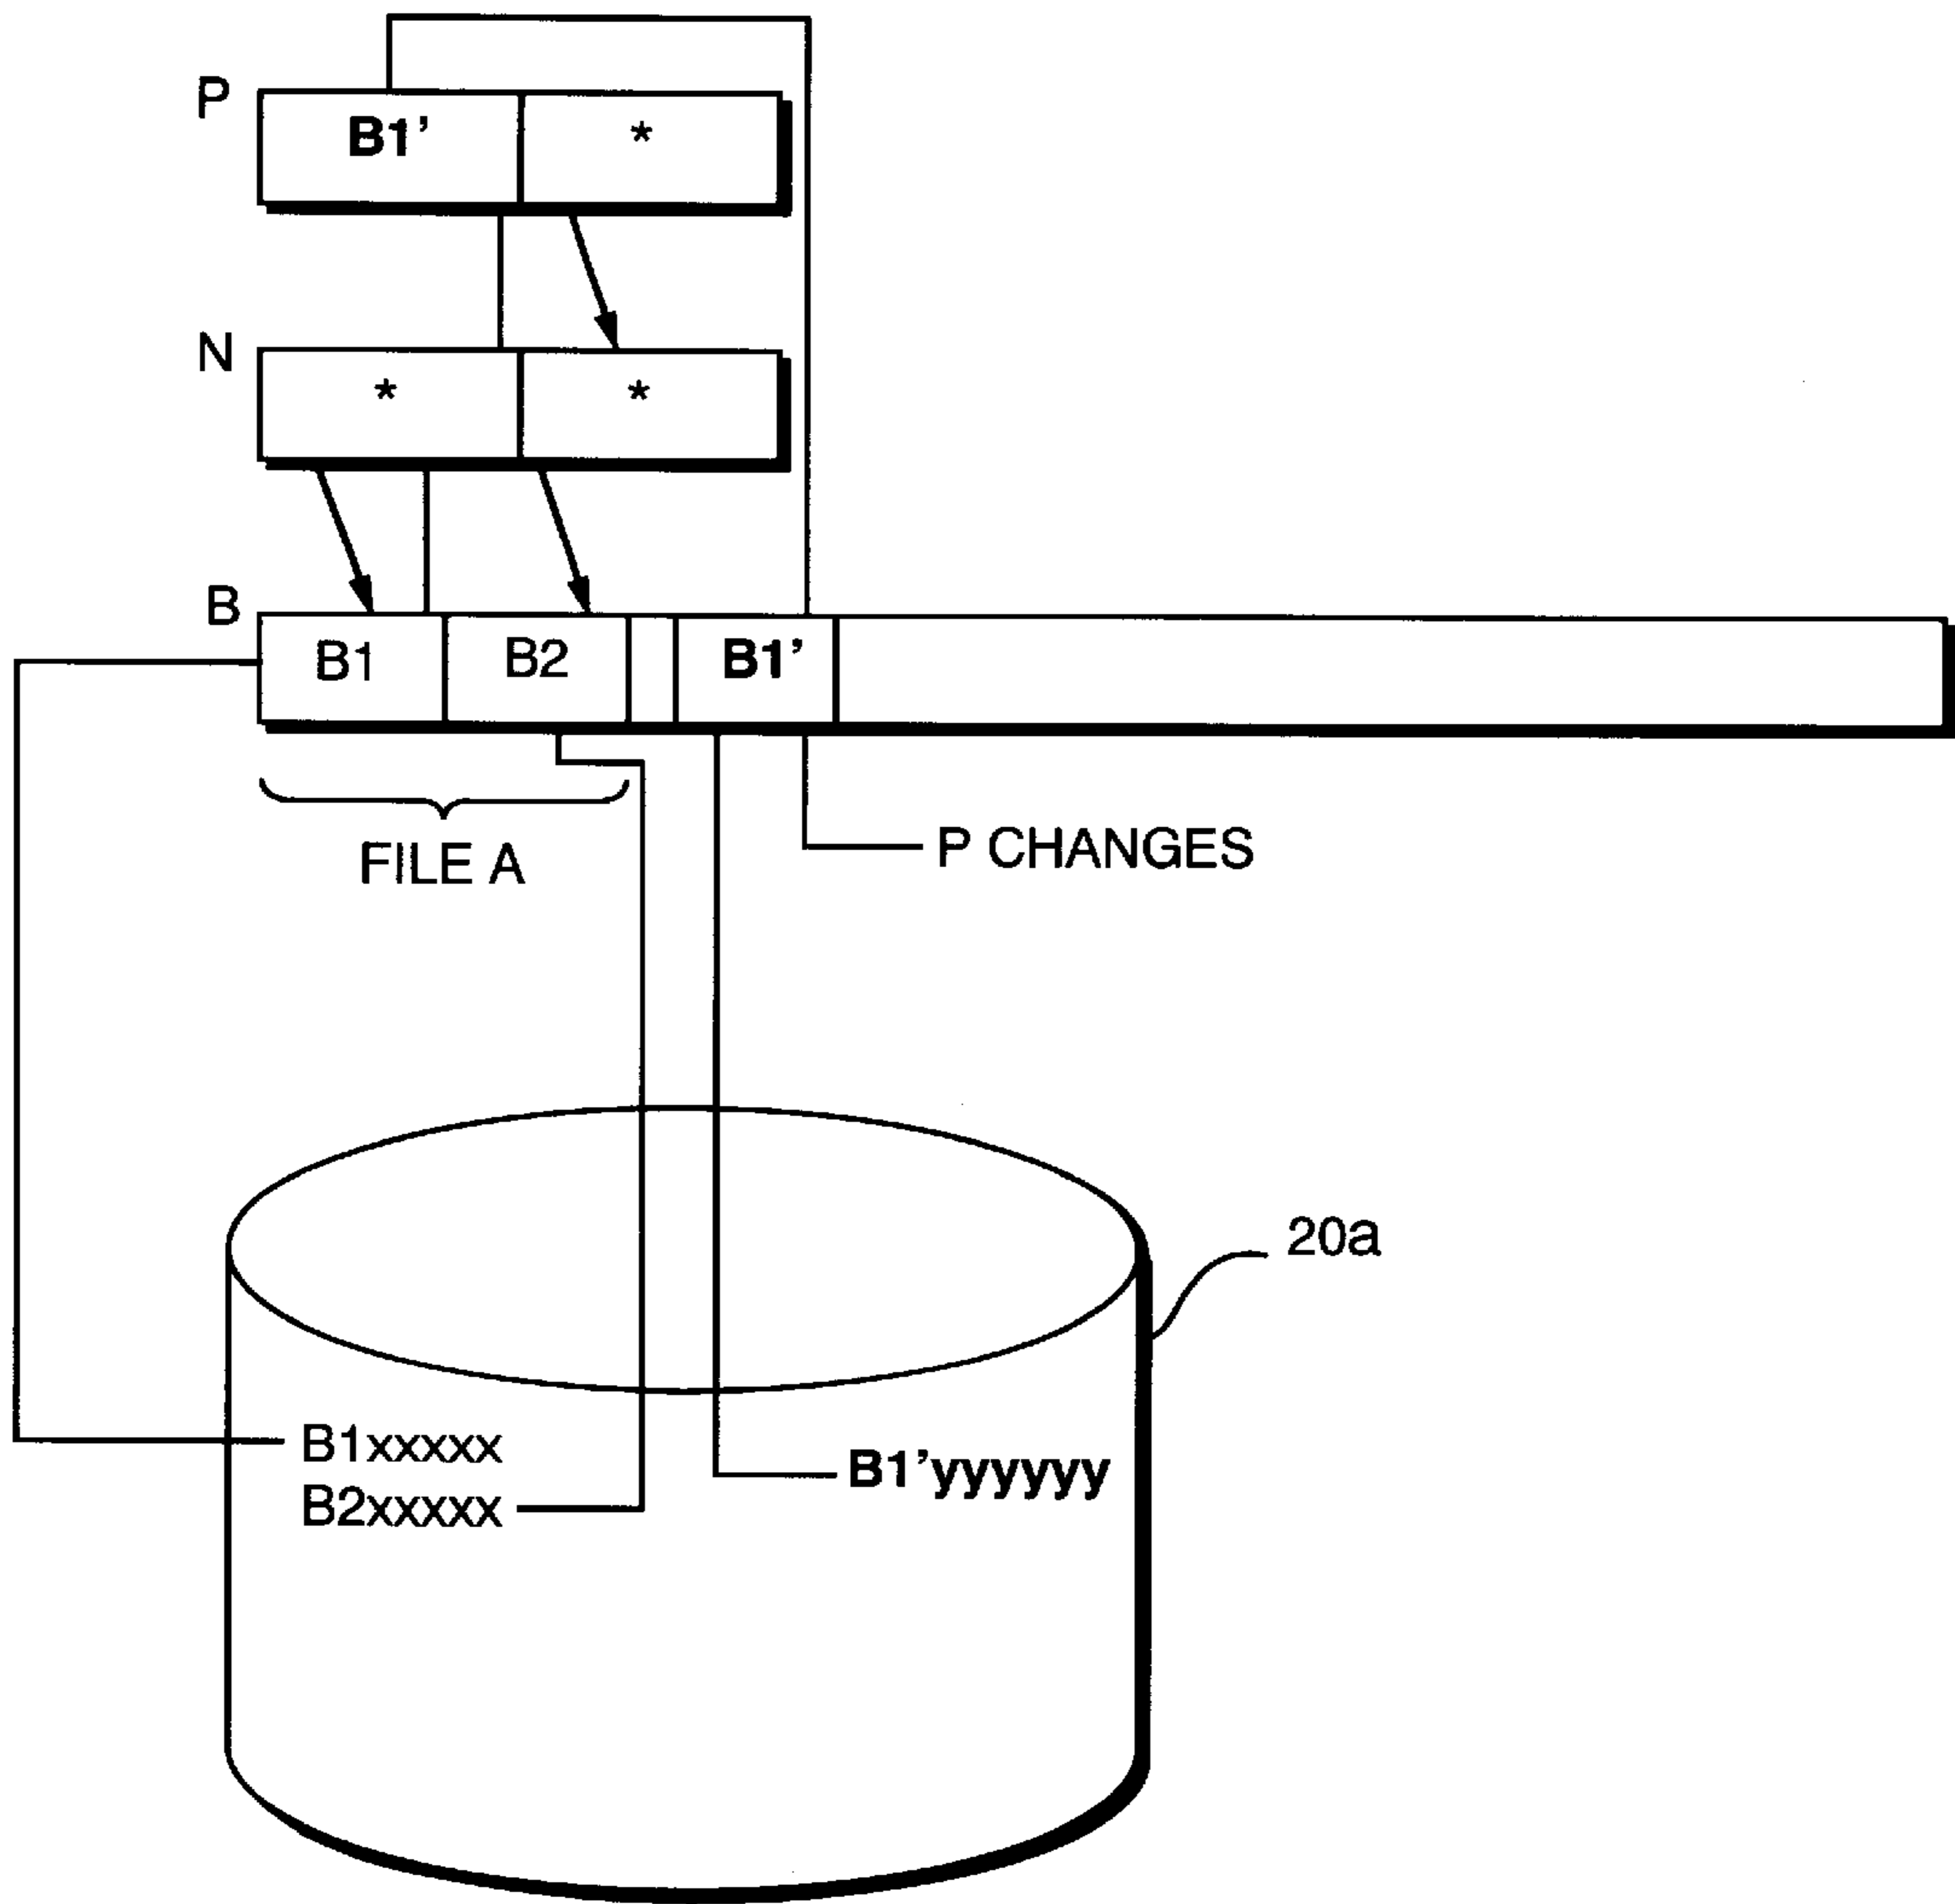 P
B1' *
N
* *
B
B1 B2 B1'
FILE A
P CHANGES
20a
B1xxxxx
B2xxxxx
B1'yyyyyy